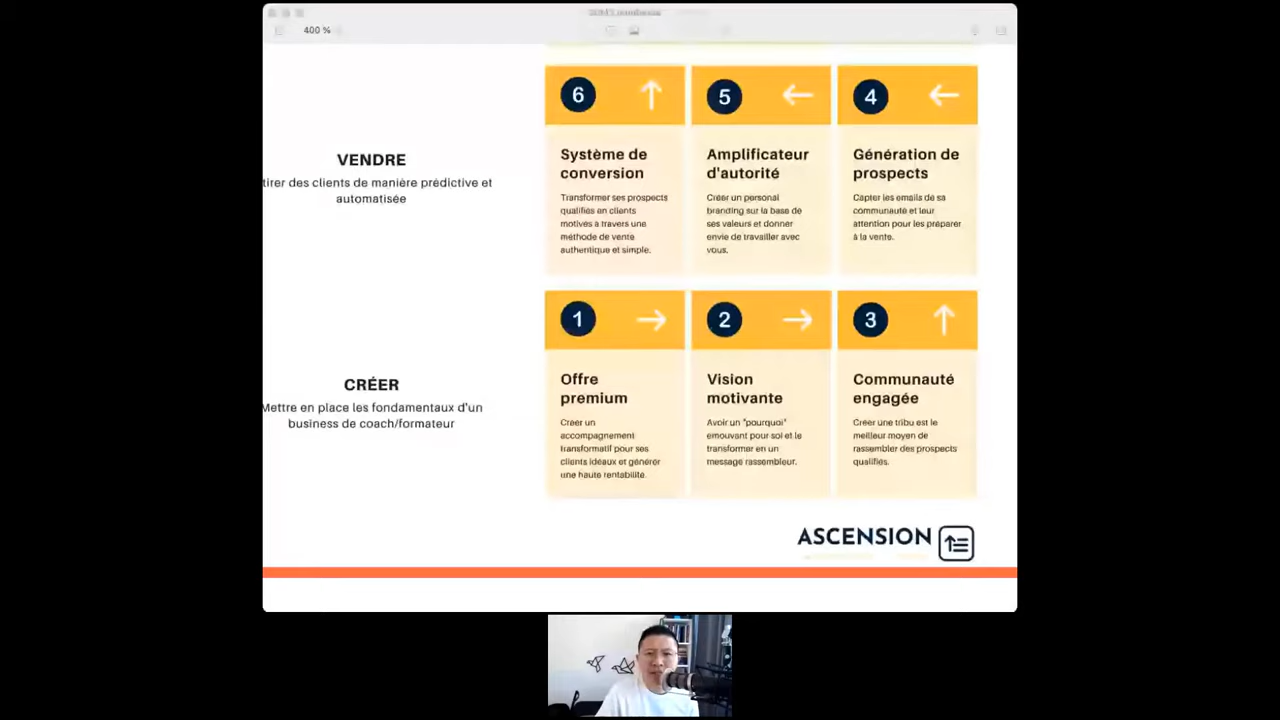 400 %
6
5
4
VENDRE
tirer des clients de manière prédictive et
automatisée
Système de
conversion
Transformer ses prospects
qualifiés en clients
motivés à travers une
méthode de vente
authentique et simple.
Amplificateur
d'autorité
Créer un personal
branding sur la base de
ses valeurs et donner
envie de travailler avec
vous.
Génération de
prospects
Capter les emails de sa
communauté et leur
attention pour les préparer
à la vente.
1
2
3
CRÉER
Mettre en place les fondamentaux d'un
business de coach/formateur
Offre
premium
Créer un
accompagnement
transformatif pour ses
clients idéaux et générer
une haute rentabilité.
Vision
motivante
Avoir un "pourquoi"
émouvant pour soi et le
transformer en un
message rassembleur.
Communauté
engagée
Créer une tribu est le
meilleur moyen de
rassembler des prospects
qualifiés.
ASCENSION